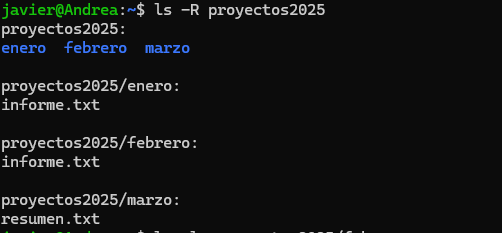 javier@Andrea:~$ ls -R proyectos2025
proyectos2025:
enero  febrero  marzo

proyectos2025/enero:
informe.txt

proyectos2025/febrero:
informe.txt

proyectos2025/marzo:
resumen.txt